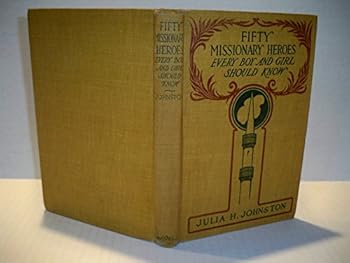 FIFTY
MISSIONARY
HEROES
EVERY BOY
AND GIRL
SHOULD
KNOW
JOHNSTON
FIFTY
MISSIONARY HEROES
EVERY BOY AND GIRL
SHOULD KNOW
JULIA H. JOHNSTON